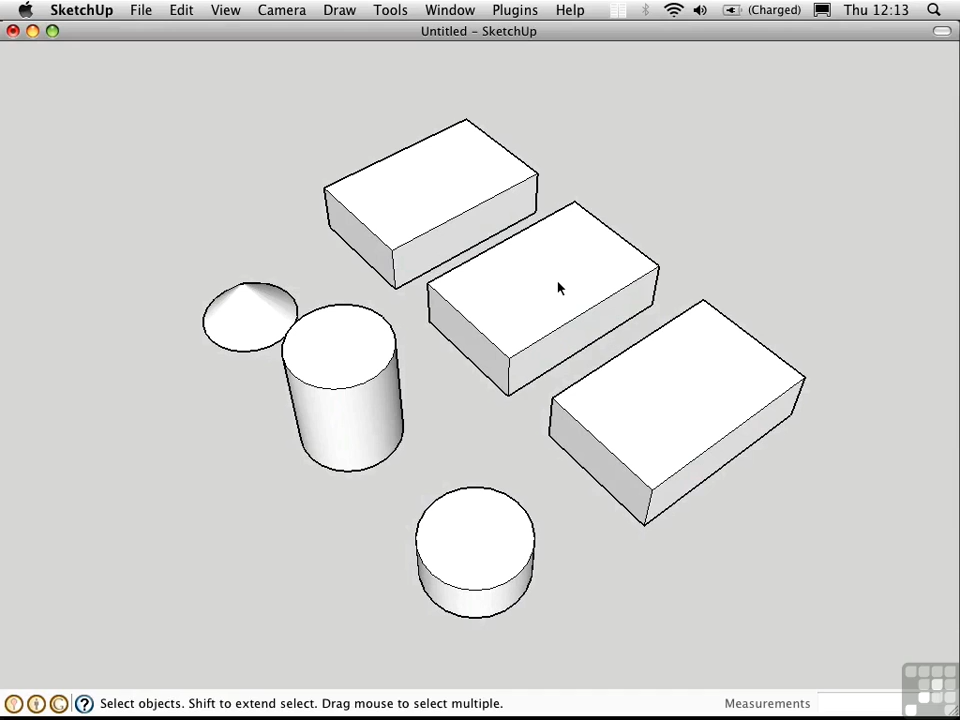 SketchUp File Edit View Camera Draw Tools Window Plugins Help (Charged) Thu 12:13
Untitled – SketchUp
Select objects. Shift to extend select. Drag mouse to select multiple. Measurements